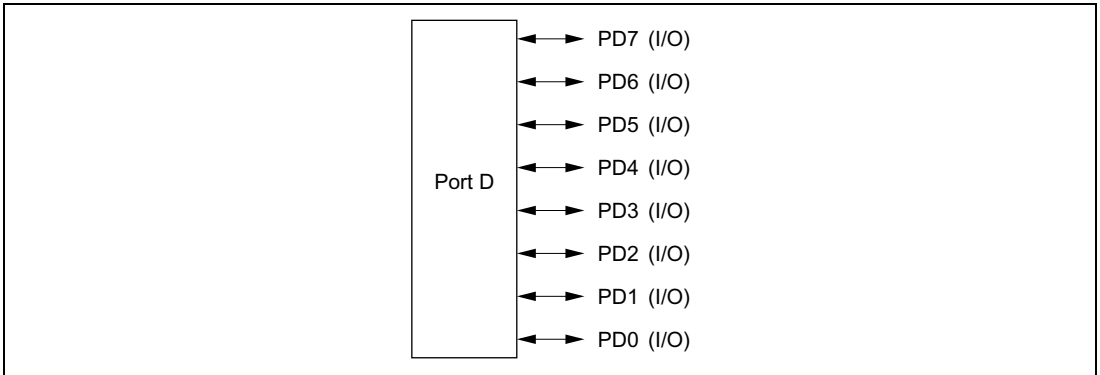 PD7 (I/O)
PD6 (I/O)
PD5 (I/O)
Port D
PD4 (I/O)
PD3 (I/O)
PD2 (I/O)
PD1 (I/O)
PD0 (I/O)